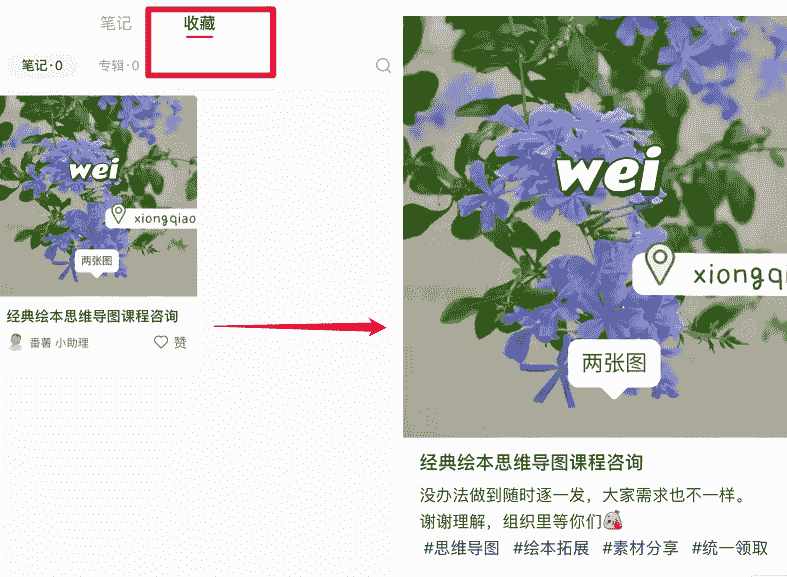 笔记
收藏
笔记·0
专辑·0
wei
xiongqiao
两张图
经典绘本思维导图课程咨询
番薯 小助理
赞
wei
xiongqi
两张图
经典绘本思维导图课程咨询
没办法做到随时逐一发，大家需求也不一样。
谢谢理解，组织里等你们
#思维导图 #绘本拓展 #素材分享 #统一领取